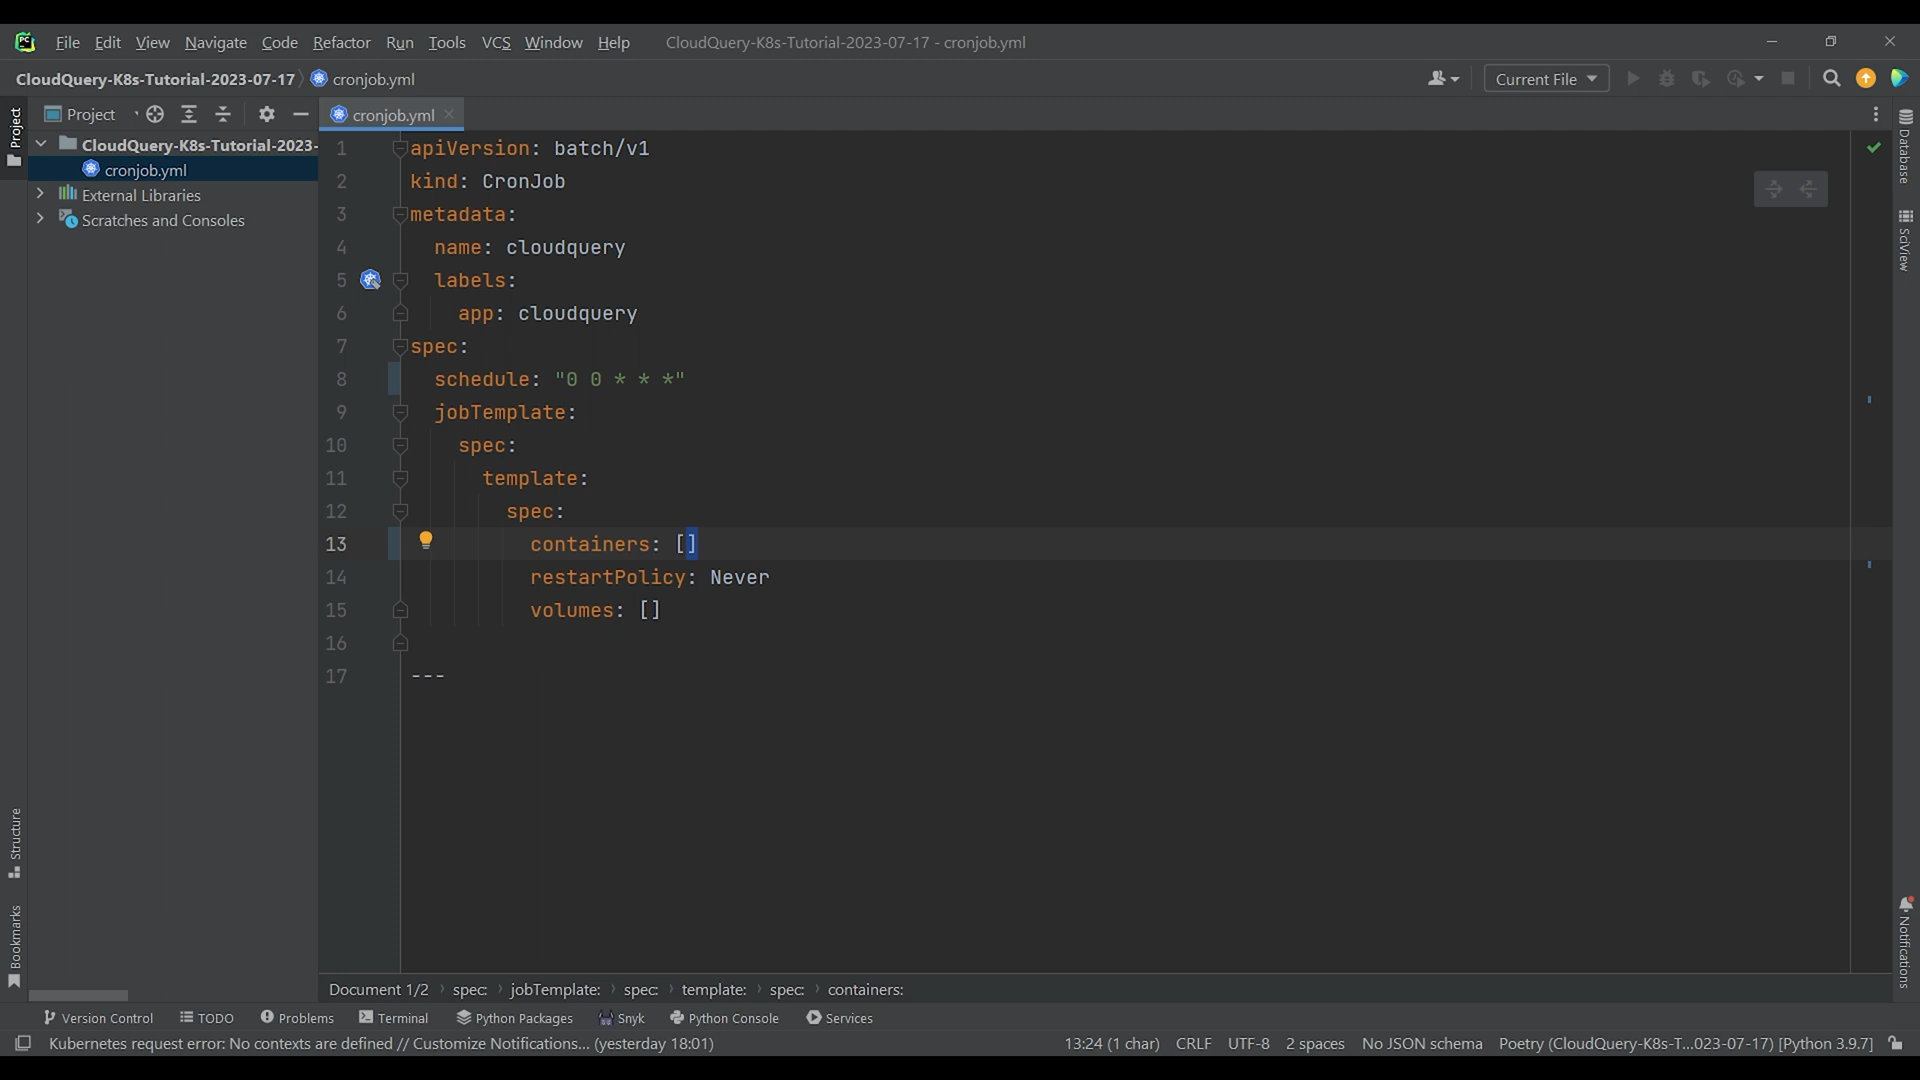 File Edit View Navigate Code Refactor Run Tools VCS Window Help CloudQuery-K8s-Tutorial-2023-07-17 - cronjob.yml
CloudQuery-K8s-Tutorial-2023-07-17 cronjob.yml Current File
Project
Project
cronjob.yml
CloudQuery-K8s-Tutorial-2023-
cronjob.yml
External Libraries
Scratches and Consoles
1 apiVersion: batch/v1
2 kind: CronJob
3 metadata:
4 name: cloudquery
5 labels:
6 app: cloudquery
7 spec:
8 schedule: "0 0 * * *"
9 jobTemplate:
10 spec:
11 template:
12 spec:
13 containers: []
14 restartPolicy: Never
15 volumes: []
16
17 ---
Database
SciView
Notifications
Structure
Bookmarks
Document 1/2 spec: jobTemplate: spec: template: spec: containers:
Version Control TODO Problems Terminal Python Packages Snyk Python Console Services
Kubernetes request error: No contexts are defined // Customize Notifications... (yesterday 18:01) 13:24 (1 char) CRLF UTF-8 2 spaces No JSON schema Poetry (CloudQuery-K8s-T...023-07-17) [Python 3.9.7]